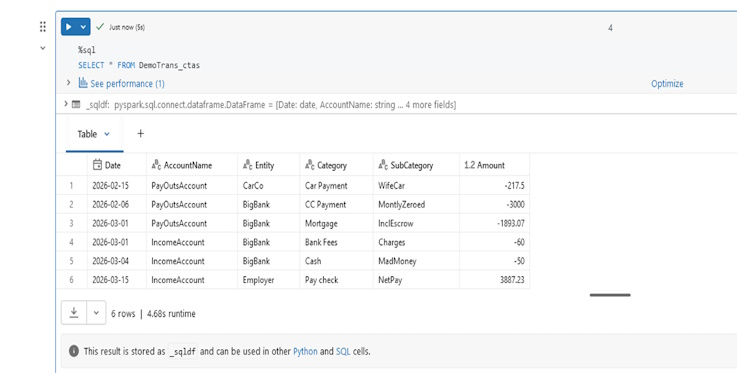 Just now (5s)
4
%sql
SELECT * FROM DemoTrans_ctas
See performance (1)
Optimize
_sqldf: pyspark.sql.connect.dataframe.DataFrame = [Date: date, AccountName: string ... 4 more fields]
Table +
Date ABC AccountName ABC Entity ABC Category ABC SubCategory 1.2 Amount
1 2026-02-15 PayOutsAccount CarCo Car Payment WifeCar -217.5
2 2026-02-06 PayOutsAccount BigBank CC Payment MontlyZeroed -3000
3 2026-03-01 PayOutsAccount BigBank Mortgage InclEscrow -1893.07
4 2026-03-01 IncomeAccount BigBank Bank Fees Charges -60
5 2026-03-04 IncomeAccount BigBank Cash MadMoney -50
6 2026-03-15 IncomeAccount Employer Pay check NetPay 3887.23
6 rows | 4.68s runtime
This result is stored as _sqldf and can be used in other Python and SQL cells.